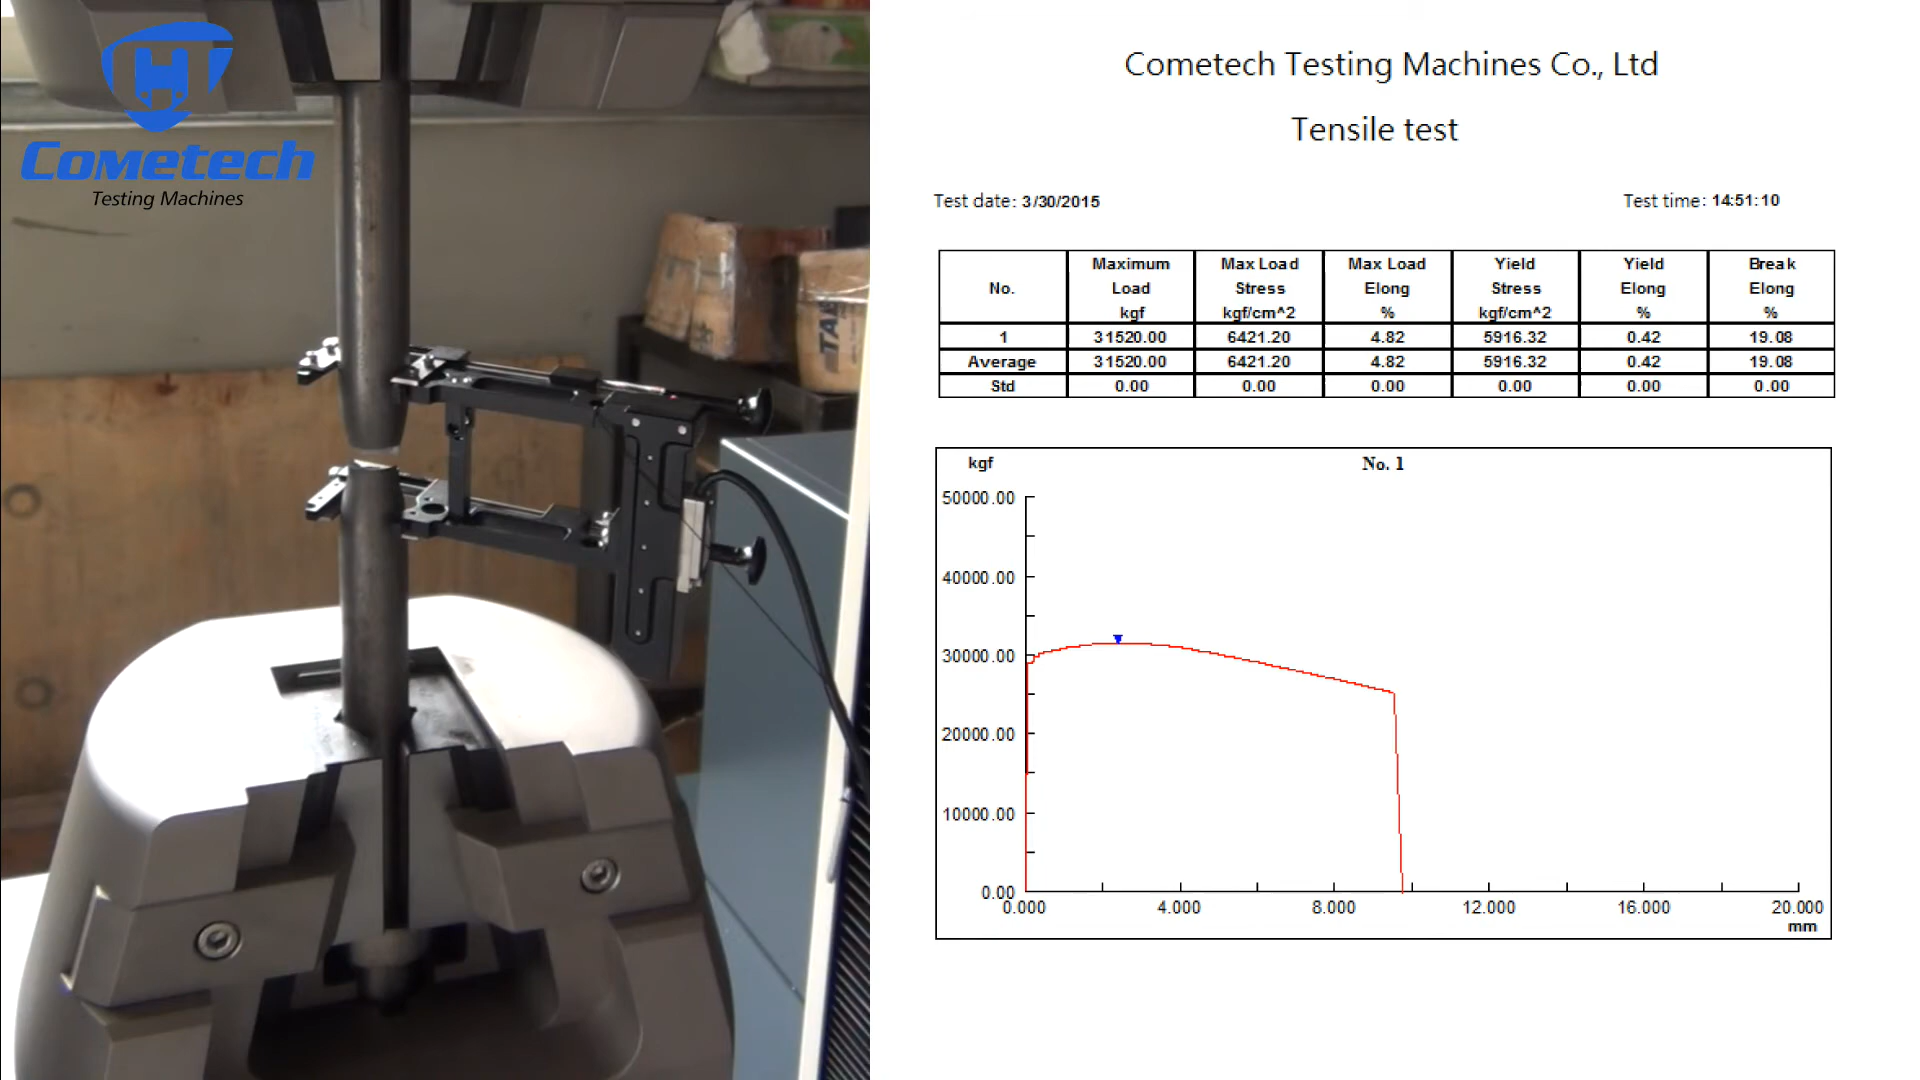 Cometech
Testing Machines
Cometech Testing Machines Co., Ltd
Tensile test
Test date: 3/30/2015 Test time: 14:51:10
No. Maximum Load kgf Max Load Stress kgf/cm^2 Max Load Elong % Yield Stress kgf/cm^2 Yield Elong % Break Elong %
1 31520.00 6421.20 4.82 5916.32 0.42 19.08
Average 31520.00 6421.20 4.82 5916.32 0.42 19.08
Std 0.00 0.00 0.00 0.00 0.00 0.00
kgf No. 1
50000.00
40000.00
30000.00
20000.00
10000.00
0.00
0.000 4.000 8.000 12.000 16.000 20.000
mm